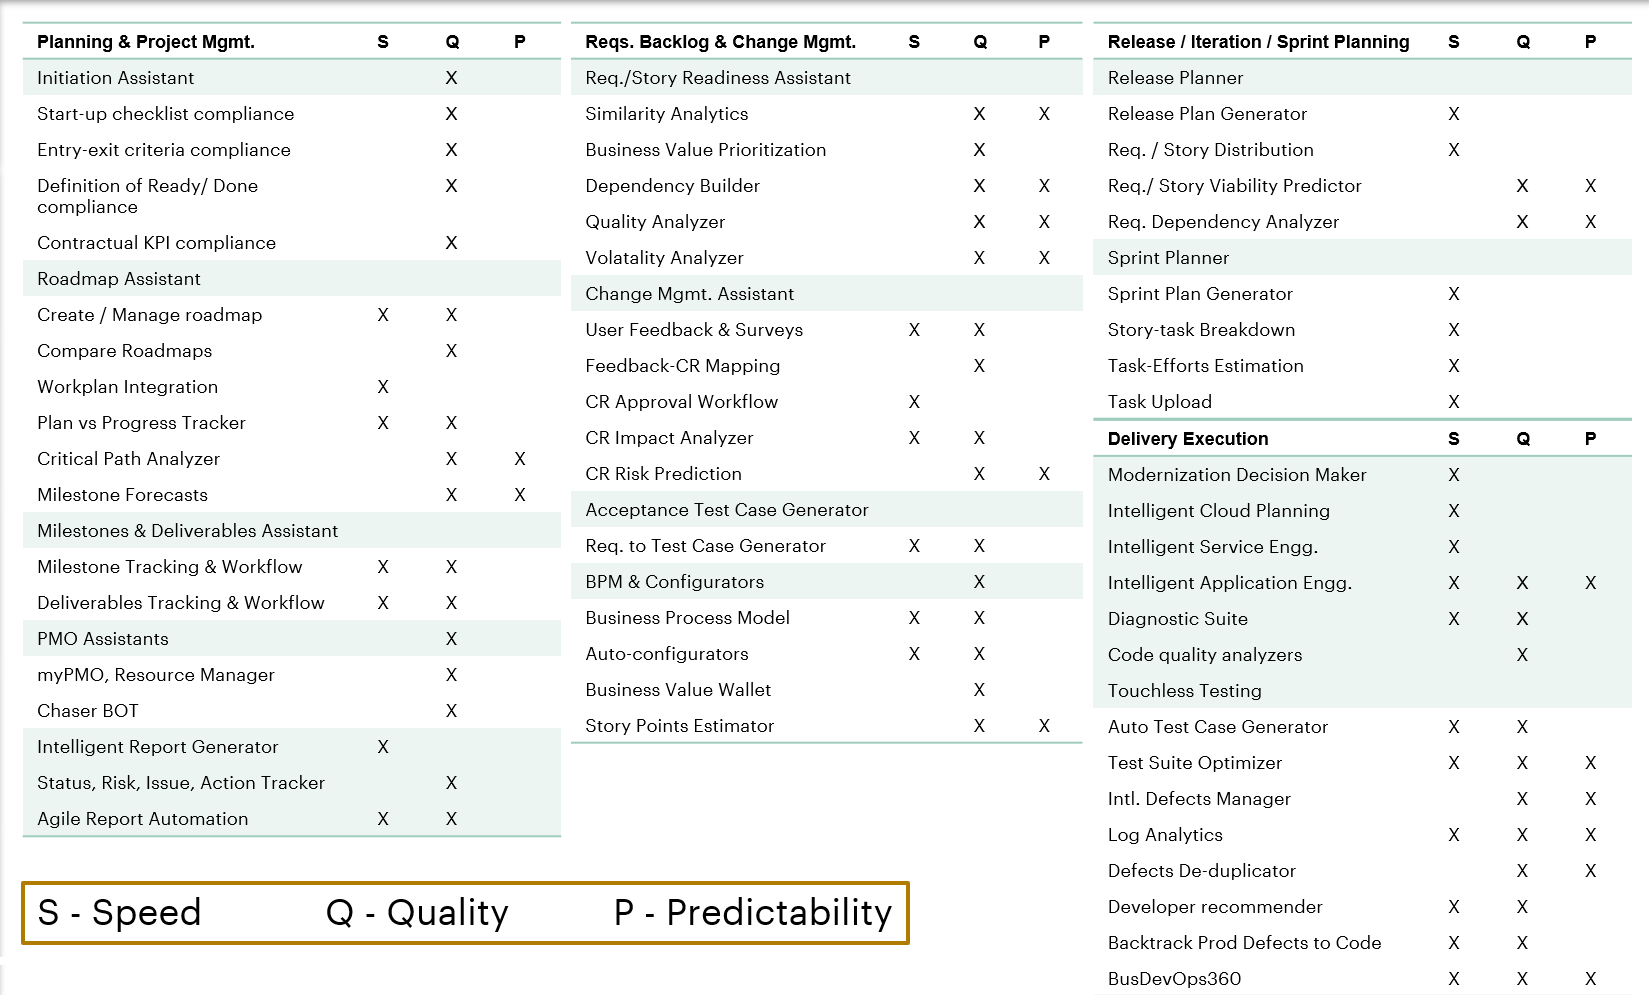 Planning & Project Mgmt. S Q P
Initiation Assistant X
Start-up checklist compliance X
Entry-exit criteria compliance X
Definition of Ready/ Done X
compliance
Contractual KPI compliance X
Roadmap Assistant
Create / Manage roadmap X X
Compare Roadmaps X
Workplan Integration X
Plan vs Progress Tracker X X
Critical Path Analyzer X X
Milestone Forecasts X X
Milestones & Deliverables Assistant
Milestone Tracking & Workflow X X
Deliverables Tracking & Workflow X X
PMO Assistants X
myPMO, Resource Manager X
Chaser BOT X
Intelligent Report Generator X
Status, Risk, Issue, Action Tracker X
Agile Report Automation X X
Reqs. Backlog & Change Mgmt. S Q P
Req./Story Readiness Assistant
Similarity Analytics X X
Business Value Prioritization X
Dependency Builder X X
Quality Analyzer X X
Volatality Analyzer X X
Change Mgmt. Assistant
User Feedback & Surveys X X
Feedback-CR Mapping X
CR Approval Workflow X
CR Impact Analyzer X X
CR Risk Prediction X X
Acceptance Test Case Generator
Req. to Test Case Generator X X
BPM & Configurators X
Business Process Model X X
Auto-configurators X X
Business Value Wallet X
Story Points Estimator X X
Release / Iteration / Sprint Planning S Q P
Release Planner
Release Plan Generator X
Req. / Story Distribution X
Req./ Story Viability Predictor X X
Req. Dependency Analyzer X X
Sprint Planner
Sprint Plan Generator X
Story-task Breakdown X
Task-Efforts Estimation X
Task Upload X
Delivery Execution S Q P
Modernization Decision Maker X
Intelligent Cloud Planning X
Intelligent Service Engg. X
Intelligent Application Engg. X X X
Diagnostic Suite X X
Code quality analyzers X
Touchless Testing
Auto Test Case Generator X X
Test Suite Optimizer X X X
Intl. Defects Manager X X
Log Analytics X X X
Defects De-duplicator X X
Developer recommender X X
Backtrack Prod Defects to Code X X
BusDevOps360 X X X
S - Speed Q - Quality P - Predictability